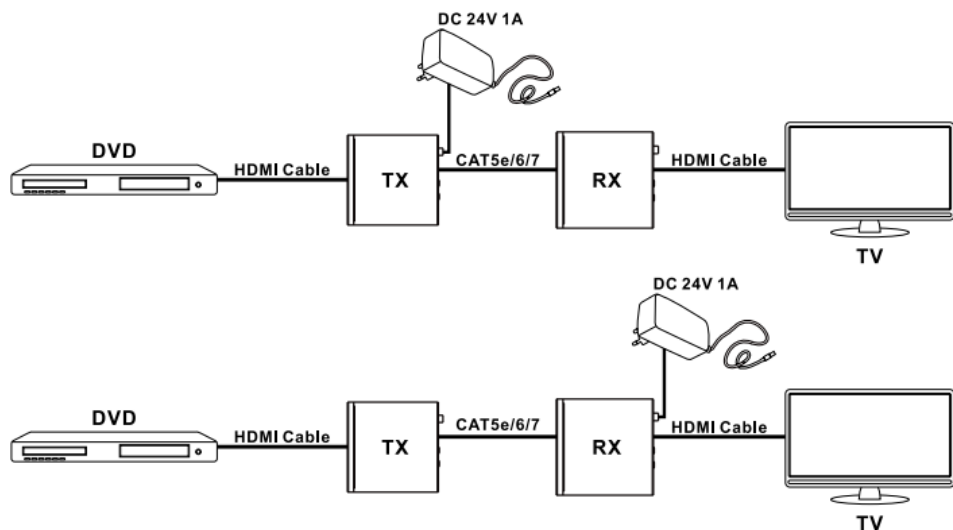 DC 24V 1A
DVD
HDMI Cable
TX
CAT5e/6/7
RX
HDMI Cable
TV
DC 24V 1A
DVD
HDMI Cable
TX
CAT5e/6/7
RX
HDMI Cable
TV